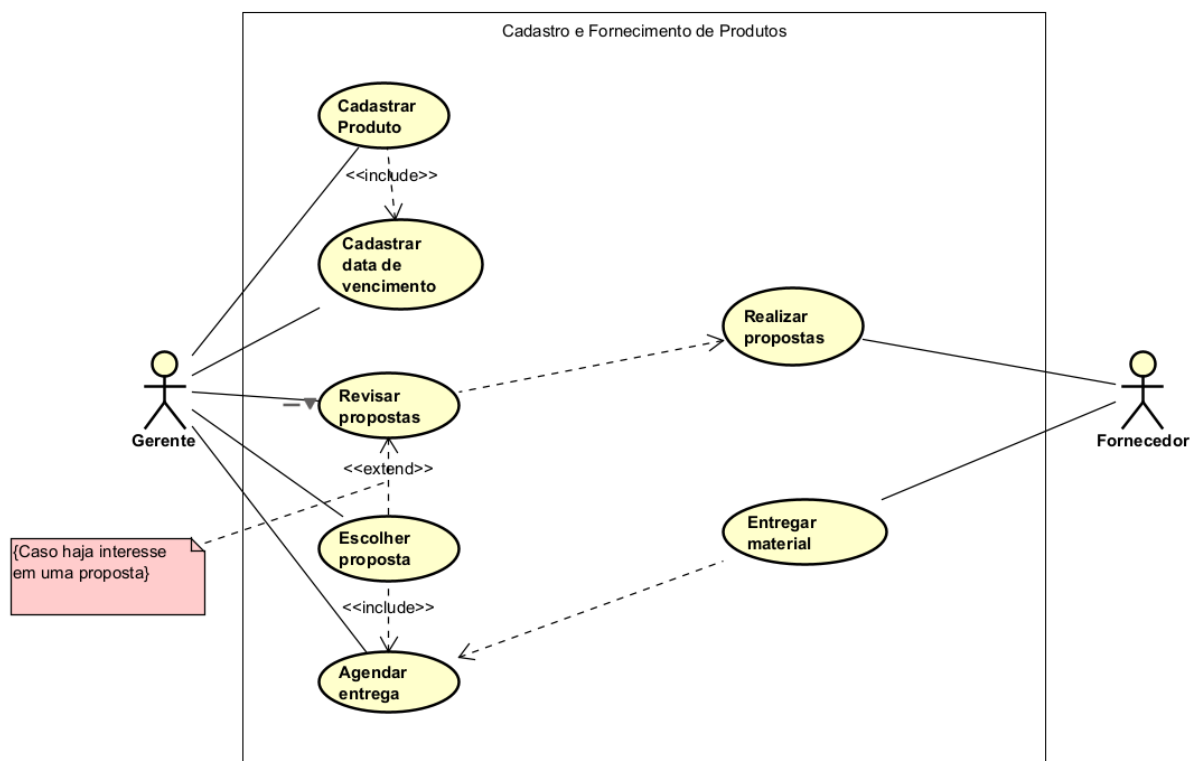 Cadastro e Fornecimento de Produtos
Cadastrar
Produto
<<include>>
Cadastrar
data de
vencimento
Realizar
propostas
Revisar
propostas
Gerente
Fornecedor
<<extend>>
Entregar
material
Escolher
proposta
{Caso haja interesse
em uma proposta}
<<include>>
Agendar
entrega